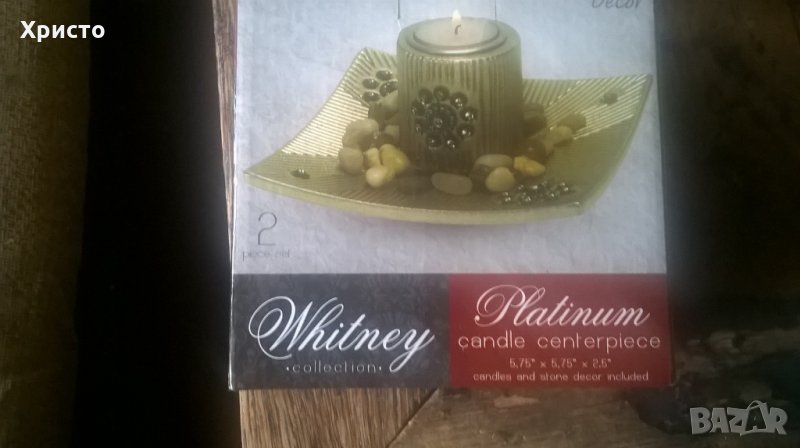 Христо
Decor
2
piece set
Whitney
•collection•
Platinum
candle centerpiece
5,75" x 5,75" x 2,5"
candles and stone decor included
BAZAR